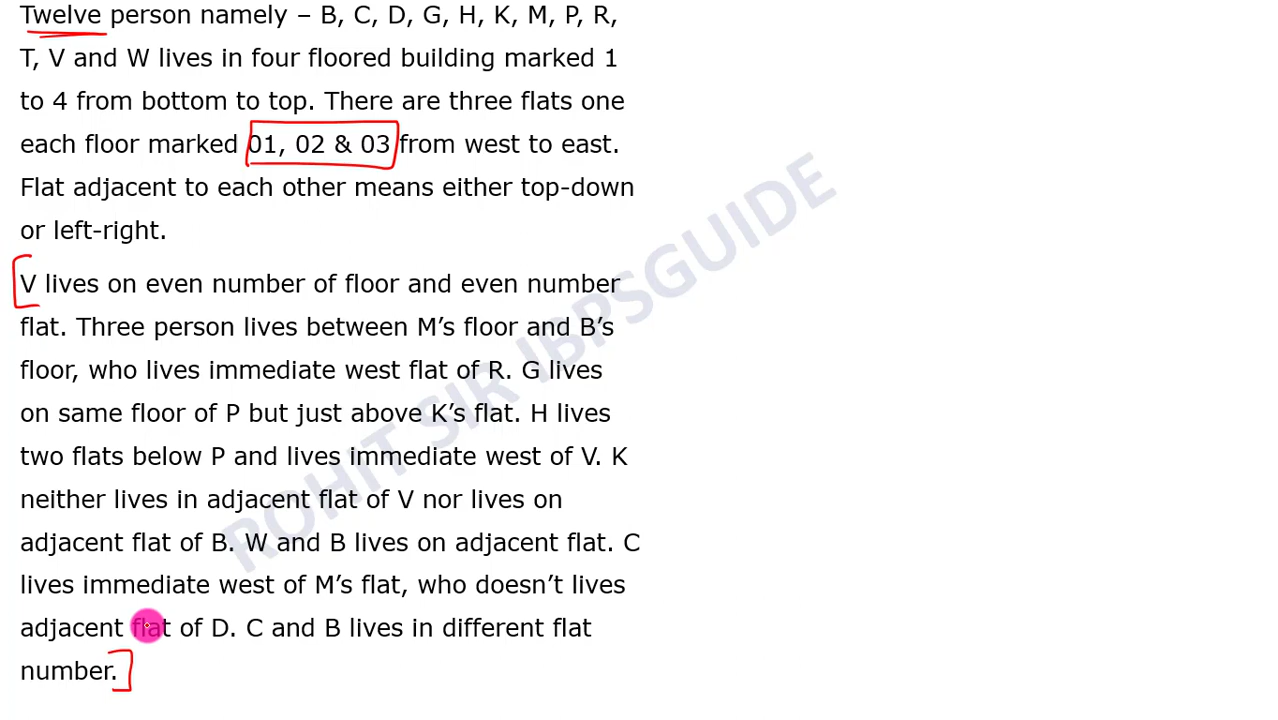 Twelve person namely – B, C, D, G, H, K, M, P, R,
T, V and W lives in four floored building marked 1
to 4 from bottom to top. There are three flats one
each floor marked 01, 02 & 03 from west to east.
Flat adjacent to each other means either top-down
or left-right.
V lives on even number of floor and even number
flat. Three person lives between M’s floor and B’s
floor, who lives immediate west flat of R. G lives
on same floor of P but just above K’s flat. H lives
two flats below P and lives immediate west of V. K
neither lives in adjacent flat of V nor lives on
adjacent flat of B. W and B lives on adjacent flat. C
lives immediate west of M’s flat, who doesn’t lives
adjacent flat of D. C and B lives in different flat
number.
ROHIT SIR IBPSGUIDE